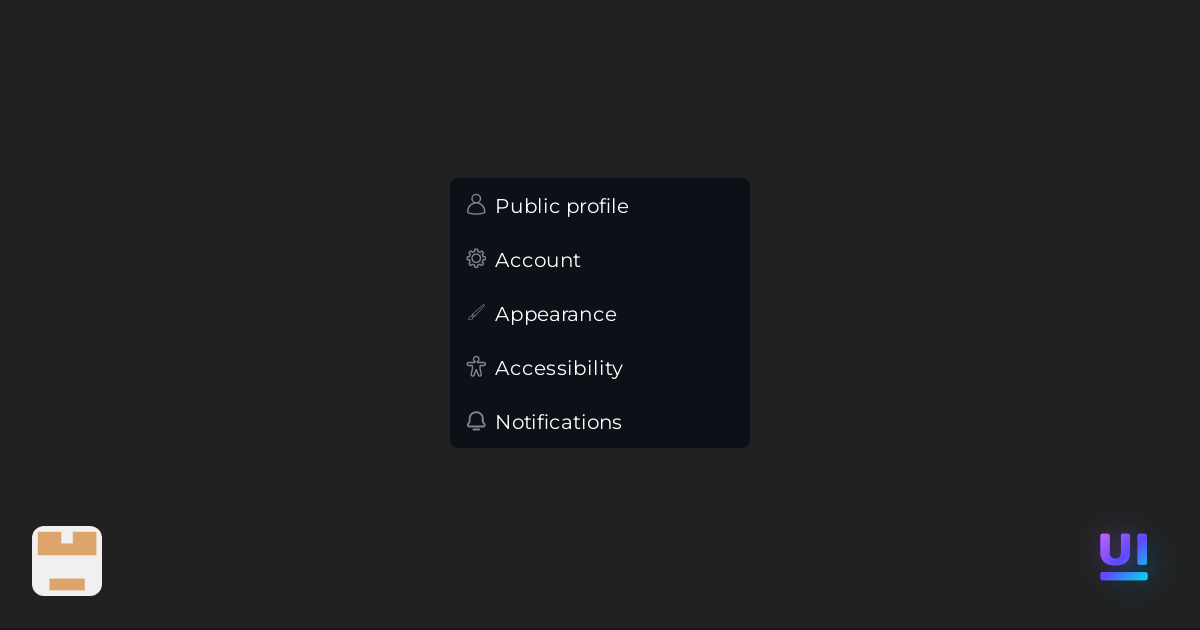 Public profile
Account
Appearance
Accessibility
Notifications
UI